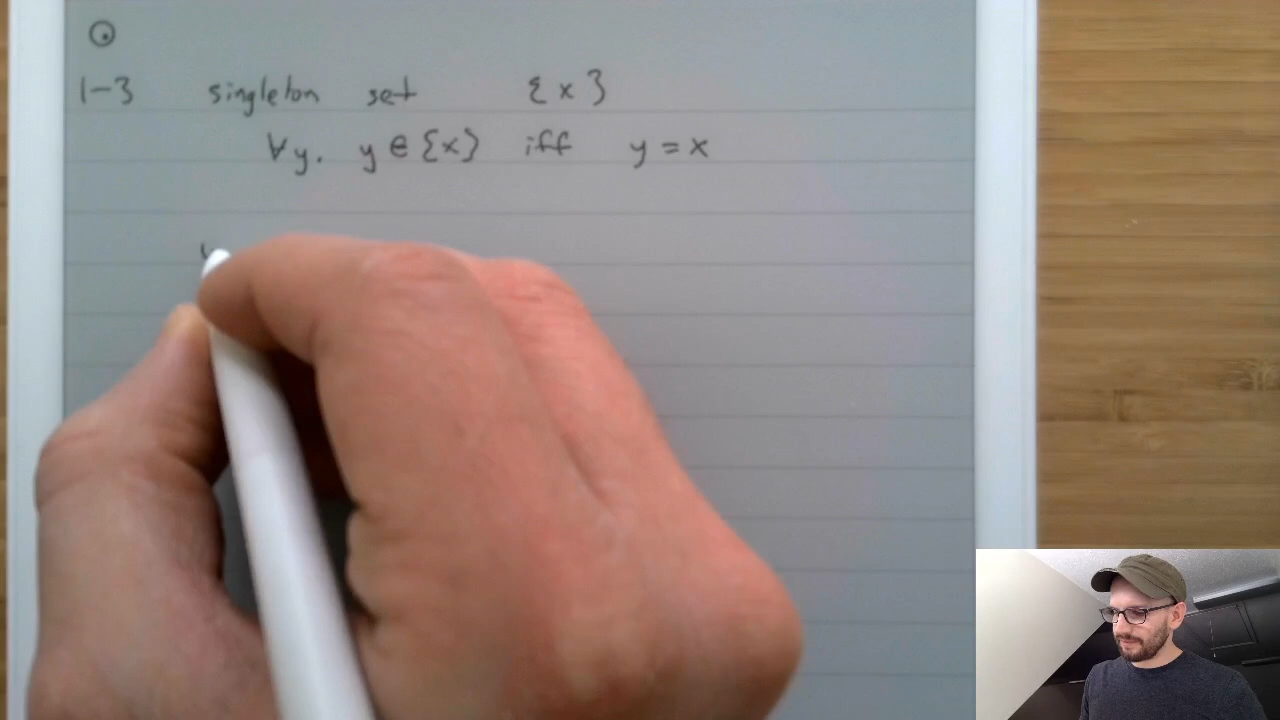 1-3 singleton set { x }
∀y. y ∈ {x} iff y = x